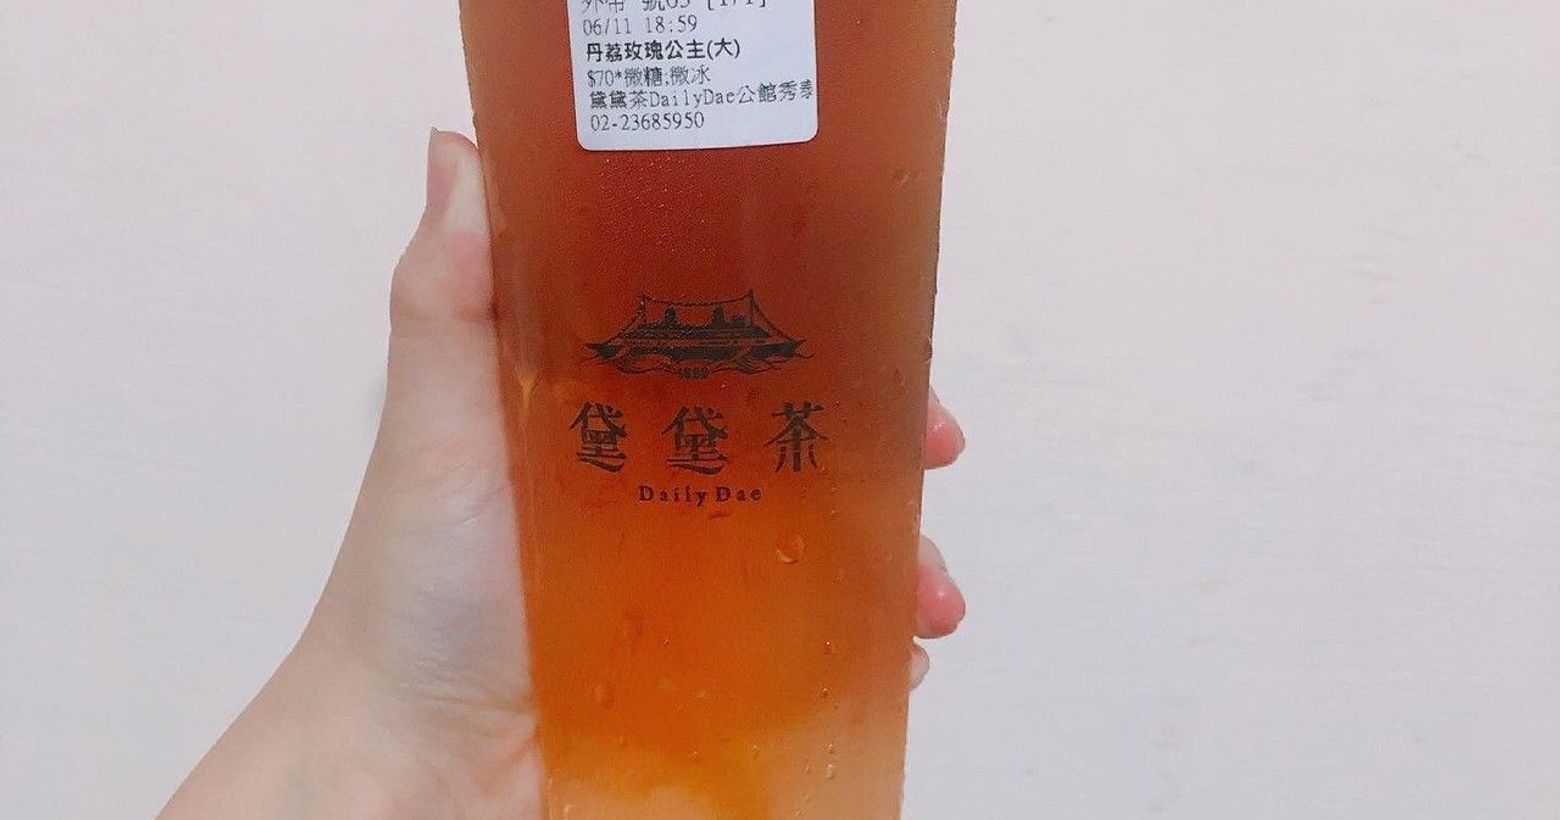 06/11 18:59
丹荔玫瑰公主(大)
$70*微糖;微冰
黛黛茶DailyDae公館秀泰
02-23685950
黛黛茶
Daily Dae